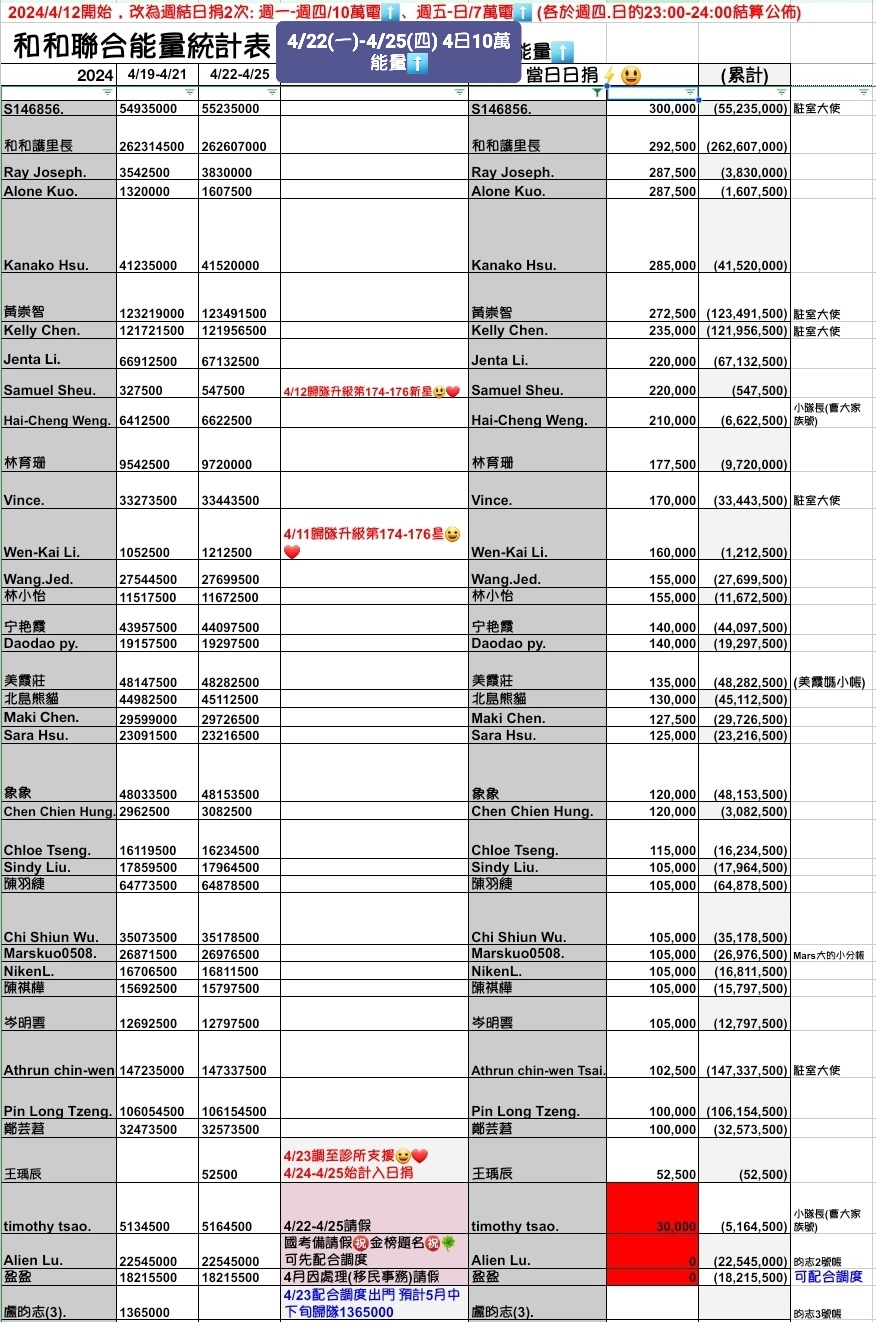 2024/4/12開始，改為週結日捐2次: 週一-週四/10萬電⬆️、週五-日/7萬電⬆️ (各於週四.日的23:00-24:00結算公佈)
和和聯合能量統計表 4/22(一)-4/25(四) 4日10萬能量⬆️ 能量⬆️
2024 4/19-4/21 4/22-4/25 當日日捐⚡😃 (累計)
S146856. 54935000 55235000 S146856. 300,000 (55,235,000) 駐室大使
和和護里長 262314500 262607000 和和護里長 292,500 (262,607,000)
Ray Joseph. 3542500 3830000 Ray Joseph. 287,500 (3,830,000)
Alone Kuo. 1320000 1607500 Alone Kuo. 287,500 (1,607,500)
Kanako Hsu. 41235000 41520000 Kanako Hsu. 285,000 (41,520,000)
黃崇智 123219000 123491500 黃崇智 272,500 (123,491,500) 駐室大使
Kelly Chen. 121721500 121956500 Kelly Chen. 235,000 (121,956,500) 駐室大使
Jenta Li. 66912500 67132500 Jenta Li. 220,000 (67,132,500)
Samuel Sheu. 327500 547500 4/12歸隊升級第174-176新星😃❤️ Samuel Sheu. 220,000 (547,500)
Hai-Cheng Weng. 6412500 6622500 Hai-Cheng Weng. 210,000 (6,622,500) 小隊長(曹大家族號)
林育珊 9542500 9720000 林育珊 177,500 (9,720,000)
Vince. 33273500 33443500 Vince. 170,000 (33,443,500) 駐室大使
Wen-Kai Li. 1052500 1212500 4/11歸隊升級第174-176星😀❤️ Wen-Kai Li. 160,000 (1,212,500)
Wang.Jed. 27544500 27699500 Wang.Jed. 155,000 (27,699,500)
林小怡 11517500 11672500 林小怡 155,000 (11,672,500)
宁艳霞 43957500 44097500 宁艳霞 140,000 (44,097,500)
Daodao py. 19157500 19297500 Daodao py. 140,000 (19,297,500)
美霞莊 48147500 48282500 美霞莊 135,000 (48,282,500) (美霞媽小帳)
北島熊貓 44982500 45112500 北島熊貓 130,000 (45,112,500)
Maki Chen. 29599000 29726500 Maki Chen. 127,500 (29,726,500)
Sara Hsu. 23091500 23216500 Sara Hsu. 125,000 (23,216,500)
象象 48033500 48153500 象象 120,000 (48,153,500)
Chen Chien Hung. 2962500 3082500 Chen Chien Hung. 120,000 (3,082,500)
Chloe Tseng. 16119500 16234500 Chloe Tseng. 115,000 (16,234,500)
Sindy Liu. 17859500 17964500 Sindy Liu. 105,000 (17,964,500)
陳羽緁 64773500 64878500 陳羽緁 105,000 (64,878,500)
Chi Shiun Wu. 35073500 35178500 Chi Shiun Wu. 105,000 (35,178,500)
Marskuo0508. 26871500 26976500 Marskuo0508. 105,000 (26,976,500) Mars大的小分帳
NikenL. 16706500 16811500 NikenL. 105,000 (16,811,500)
陳祺樺 15692500 15797500 陳祺樺 105,000 (15,797,500)
岑明雲 12692500 12797500 岑明雲 105,000 (12,797,500)
Athrun chin-wen 147235000 147337500 Athrun chin-wen Tsai. 102,500 (147,337,500) 駐室大使
Pin Long Tzeng. 106054500 106154500 Pin Long Tzeng. 100,000 (106,154,500)
鄭芸莙 32473500 32573500 鄭芸莙 100,000 (32,573,500)
王瑀辰 52500 4/23調至診所支援😀❤️ 4/24-4/25始計入日捐 王瑀辰 52,500 (52,500)
timothy tsao. 5134500 5164500 4/22-4/25請假 timothy tsao. 30,000 (5,164,500) 小隊長(曹大家族號)
Alien Lu. 22545000 22545000 國考備請假㊗️金榜題名㊗️🍀可先配合調度 Alien Lu. 0 (22,545,000) 昀志2號帳
盈盈 18215500 18215500 4月因處理(移民事務)請假 盈盈 0 (18,215,500) 可配合調度
盧昀志(3). 1365000 4/23配合調度出門 預計5月中下旬歸隊1365000 盧昀志(3). 昀志3號帳